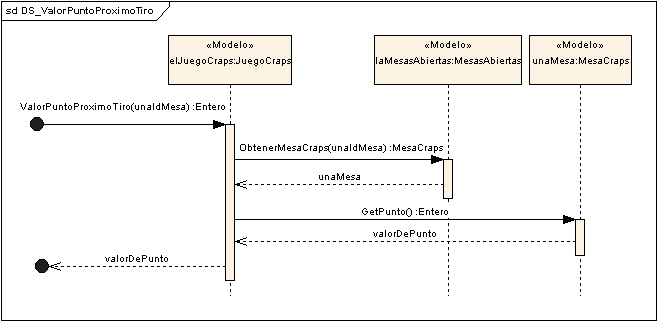 sd DS_ValorPuntoProximoTiro
«Modelo»
elJuegoCraps:JuegoCraps
«Modelo»
laMesasAbiertas:MesasAbiertas
«Modelo»
unaMesa:MesaCraps
ValorPuntoProximoTiro(unaIdMesa) :Entero
ObtenerMesaCraps(unaIdMesa) :MesaCraps
unaMesa
GetPunto() :Entero
valorDePunto
valorDePunto